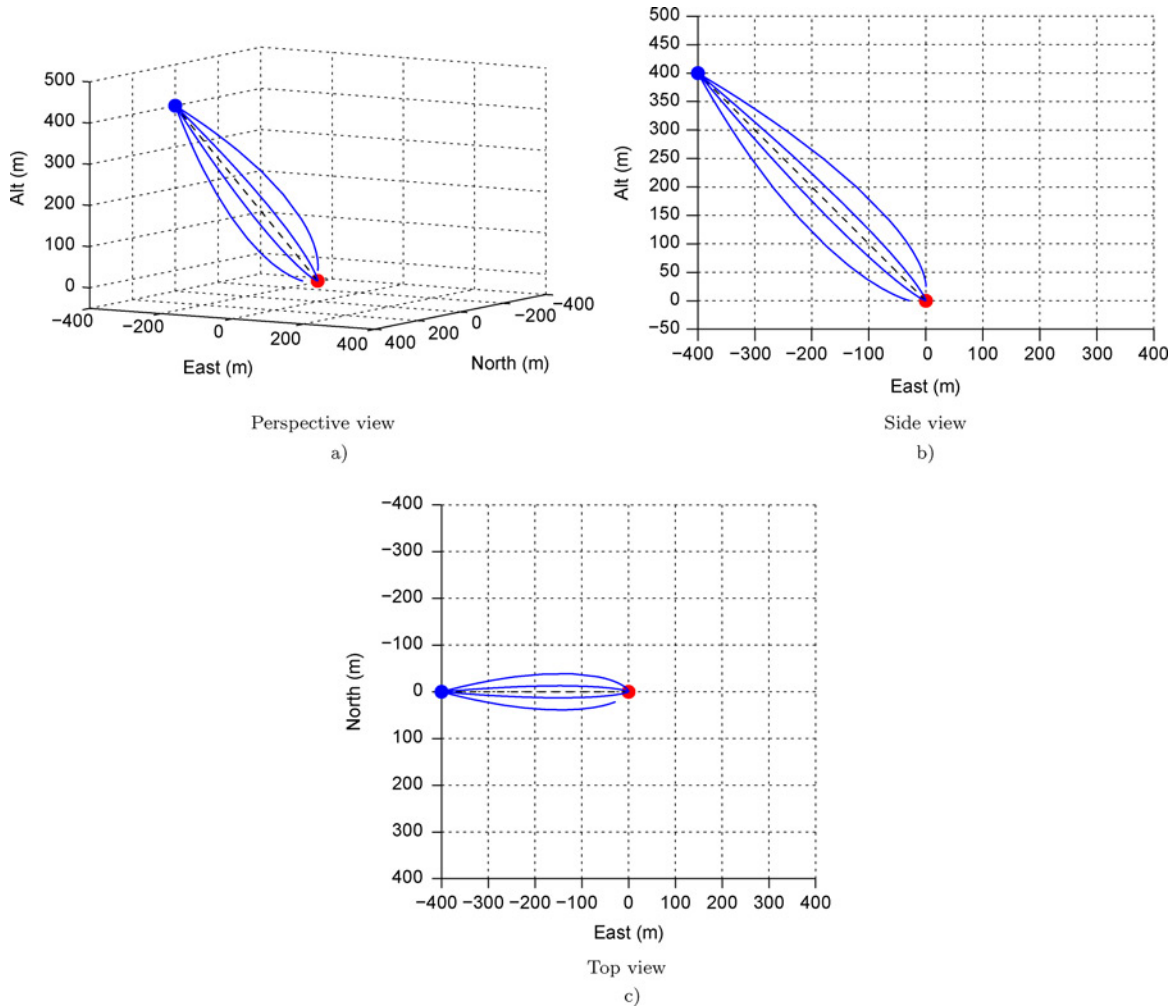 500
400
300
200
100
0
Alt (m)
−400
−200
0
200
400
East (m)
400
200
0
−200
−400
North (m)
Perspective view
a)
500
450
400
350
300
250
200
150
100
50
0
−50
Alt (m)
−400 −300 −200 −100 0 100 200 300 400
East (m)
Side view
b)
−400
−300
−200
−100
0
100
200
300
400
North (m)
−400 −300 −200 −100 0 100 200 300 400
East (m)
Top view
c)